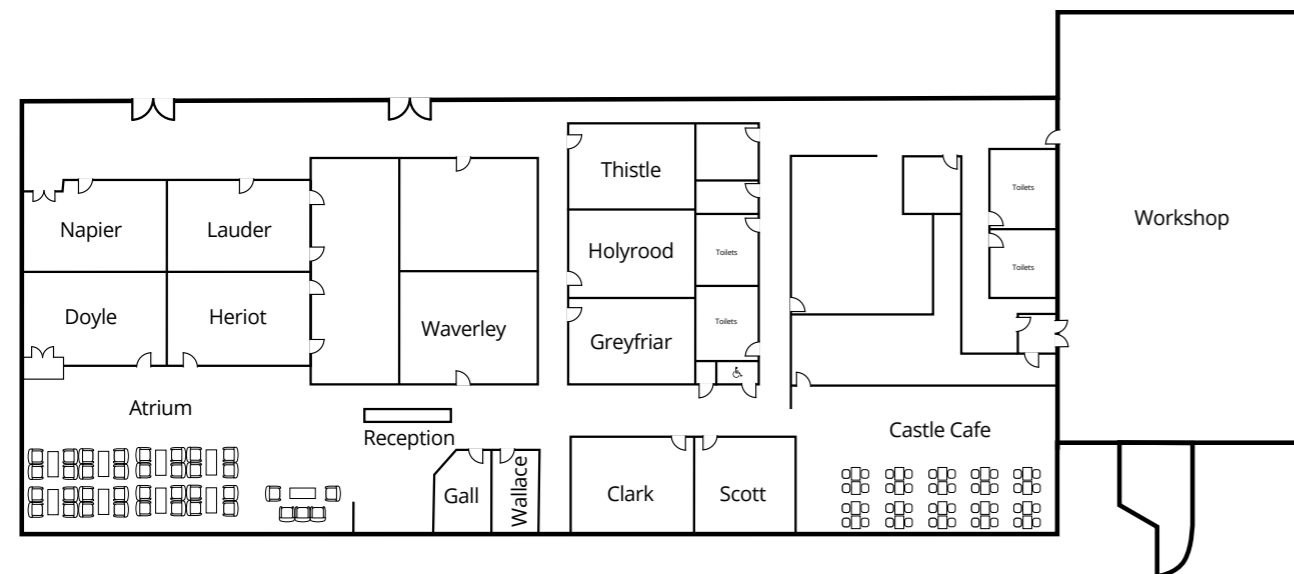 Thistle
Workshop
Napier
Lauder
Holyrood
Toilets
Toilets
Toilets
Doyle
Heriot
Waverley
Greyfriar
Toilets
Atrium
Reception
Castle Cafe
Gall
Wallace
Clark
Scott